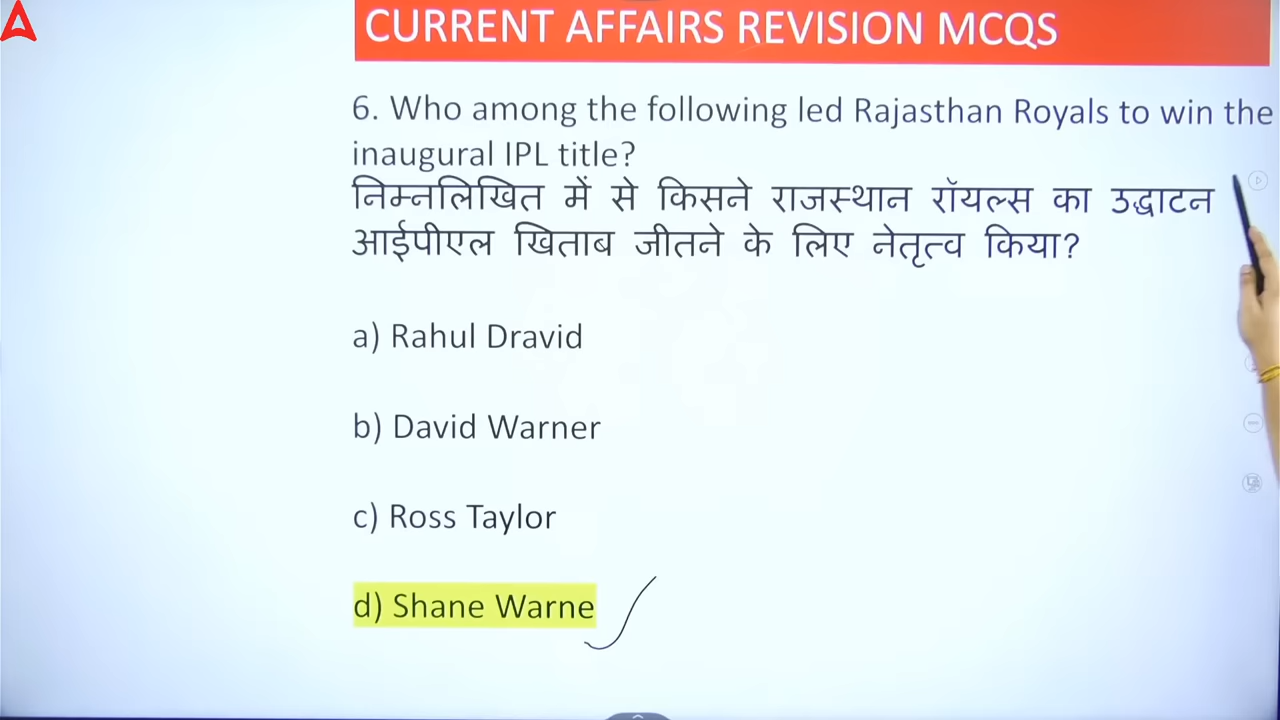 CURRENT AFFAIRS REVISION MCQS
6. Who among the following led Rajasthan Royals to win the
inaugural IPL title?
निम्नलिखित में से किसने राजस्थान रॉयल्स का उद्घाटन
आईपीएल खिताब जीतने के लिए नेतृत्व किया?
a) Rahul Dravid
b) David Warner
c) Ross Taylor
d) Shane Warne